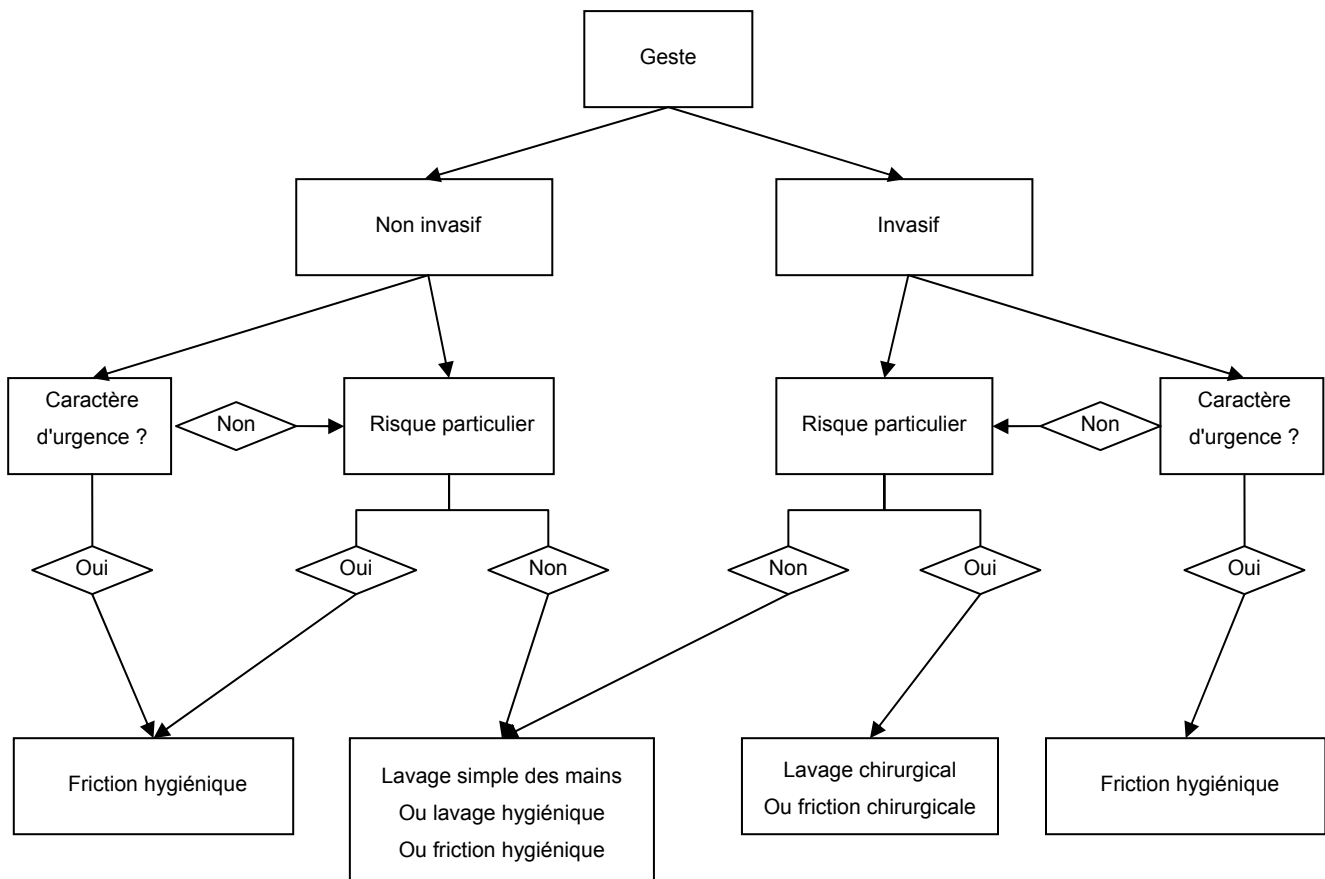 Geste
Non invasif
Invasif
Caractère
d'urgence ?
Non
Risque particulier
Risque particulier
Non
Caractère
d'urgence ?
Oui
Oui
Non
Non
Oui
Oui
Friction hygiénique
Lavage simple des mains
Ou lavage hygiénique
Ou friction hygiénique
Lavage chirurgical
Ou friction chirurgicale
Friction hygiénique